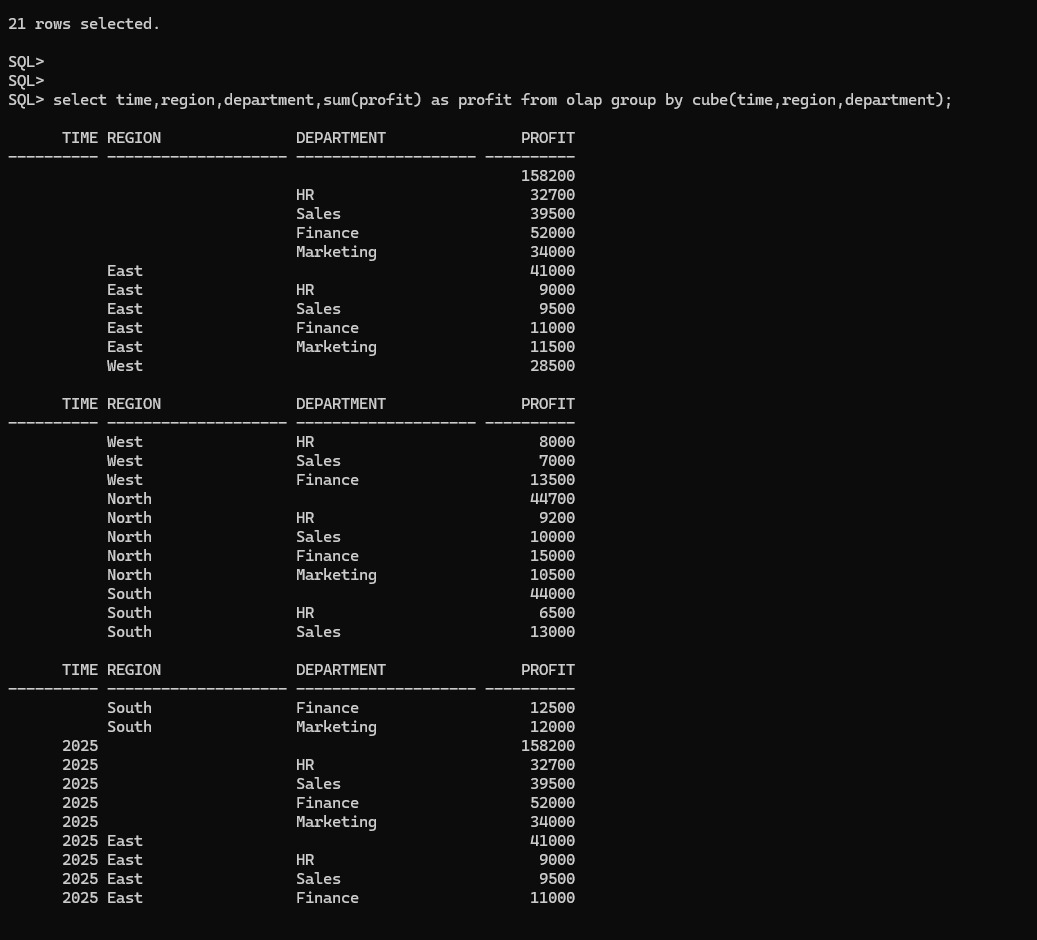 21 rows selected.
SQL>
SQL>
SQL> select time,region,department,sum(profit) as profit from olap group by cube(time,region,department);
      TIME REGION               DEPARTMENT               PROFIT
---------- -------------------- -------------------- ----------
                                                         158200
                                HR                        32700
                                Sales                     39500
                                Finance                   52000
                                Marketing                 34000
           East                                           41000
           East                 HR                         9000
           East                 Sales                      9500
           East                 Finance                   11000
           East                 Marketing                 11500
           West                                           28500
      TIME REGION               DEPARTMENT               PROFIT
---------- -------------------- -------------------- ----------
           West                 HR                         8000
           West                 Sales                      7000
           West                 Finance                   13500
           North                                          44700
           North                HR                         9200
           North                Sales                     10000
           North                Finance                   15000
           North                Marketing                 10500
           South                                          44000
           South                HR                         6500
           South                Sales                     13000
      TIME REGION               DEPARTMENT               PROFIT
---------- -------------------- -------------------- ----------
           South                Finance                   12500
           South                Marketing                 12000
      2025                                               158200
      2025                      HR                        32700
      2025                      Sales                     39500
      2025                      Finance                   52000
      2025                      Marketing                 34000
      2025 East                                           41000
      2025 East                 HR                         9000
      2025 East                 Sales                      9500
      2025 East                 Finance                   11000